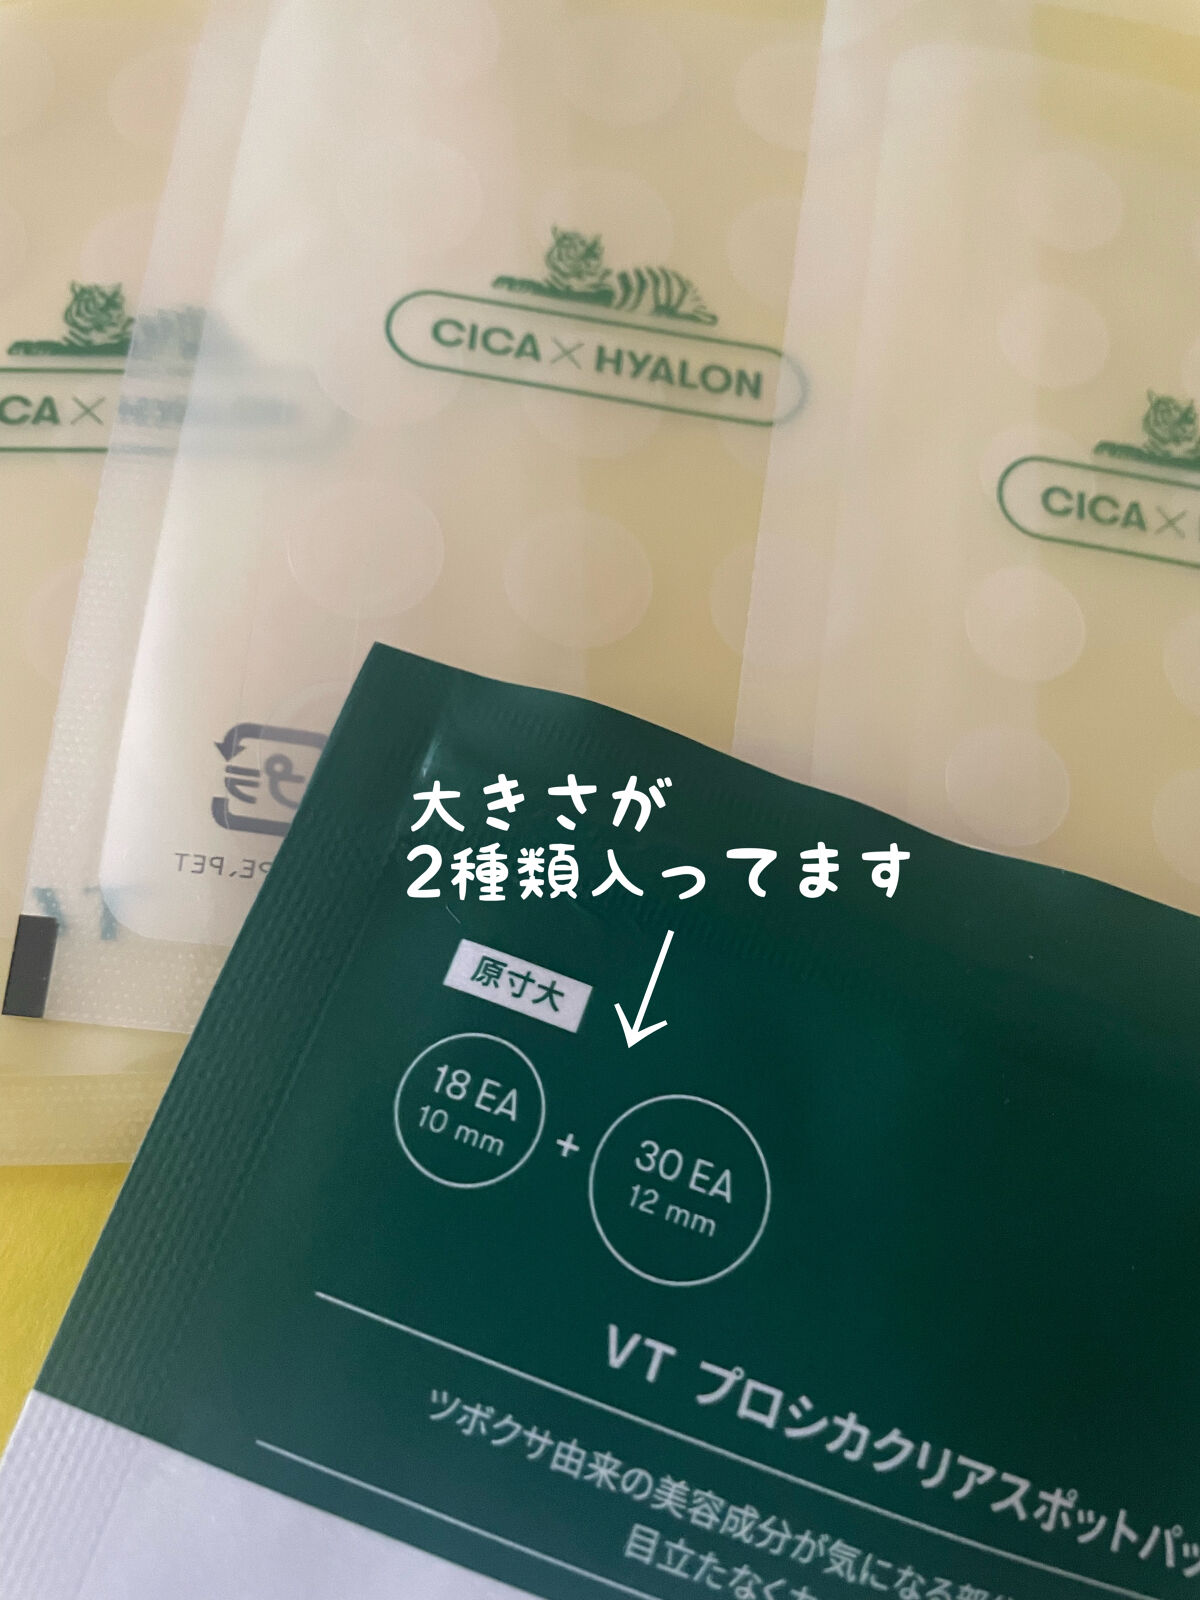 CICA × HYALON
CA ×
CICA ×
プラ
PE、PET
大きさが
2種類入ってます
原寸大
18 EA
10 mm
+
30 EA
12 mm
VT プロシカクリアスポットパッ
ツボクサ由来の美容成分が気になる部
目立たなく